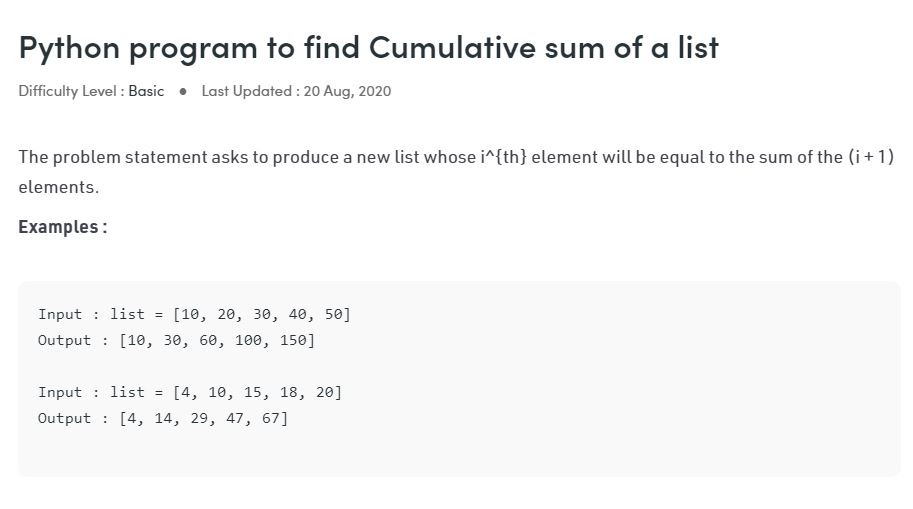 Python program to find Cumulative sum of a list
Difficulty Level : Basic ● Last Updated : 20 Aug, 2020
The problem statement asks to produce a new list whose i^{th} element will be equal to the sum of the (i + 1)
elements.
Examples :
Input : list = [10, 20, 30, 40, 50]
Output : [10, 30, 60, 100, 150]
Input : list = [4, 10, 15, 18, 20]
Output : [4, 14, 29, 47, 67]